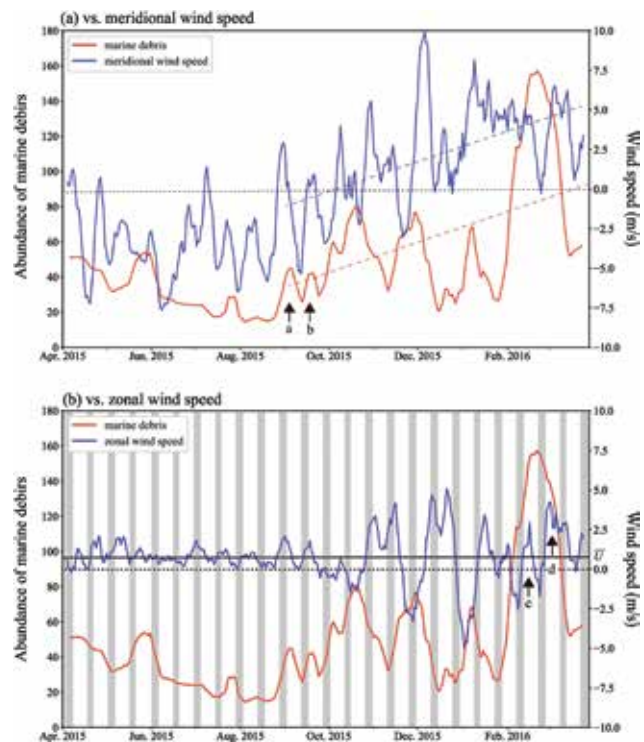 (a) vs. meridional wind speed
180
160
140
120
100
80
60
40
20
0
10.0
7.5
5.0
2.5
0.0
-2.5
-5.0
-7.5
-10.0
marine debris
meridional wind speed
Abundance of marine debirs
Wind speed (m/s)
a
b
Apr. 2015
Jun. 2015
Aug. 2015
Oct. 2015
Dec. 2015
Feb. 2016
(b) vs. zonal wind speed
180
160
140
120
100
80
60
40
20
0
10.0
7.5
5.0
2.5
0.0
-2.5
-5.0
-7.5
-10.0
marine debris
zonal wind speed
Abundance of marine debirs
Wind speed (m/s)
c
d
Apr. 2015
Jun. 2015
Aug. 2015
Oct. 2015
Dec. 2015
Feb. 2016